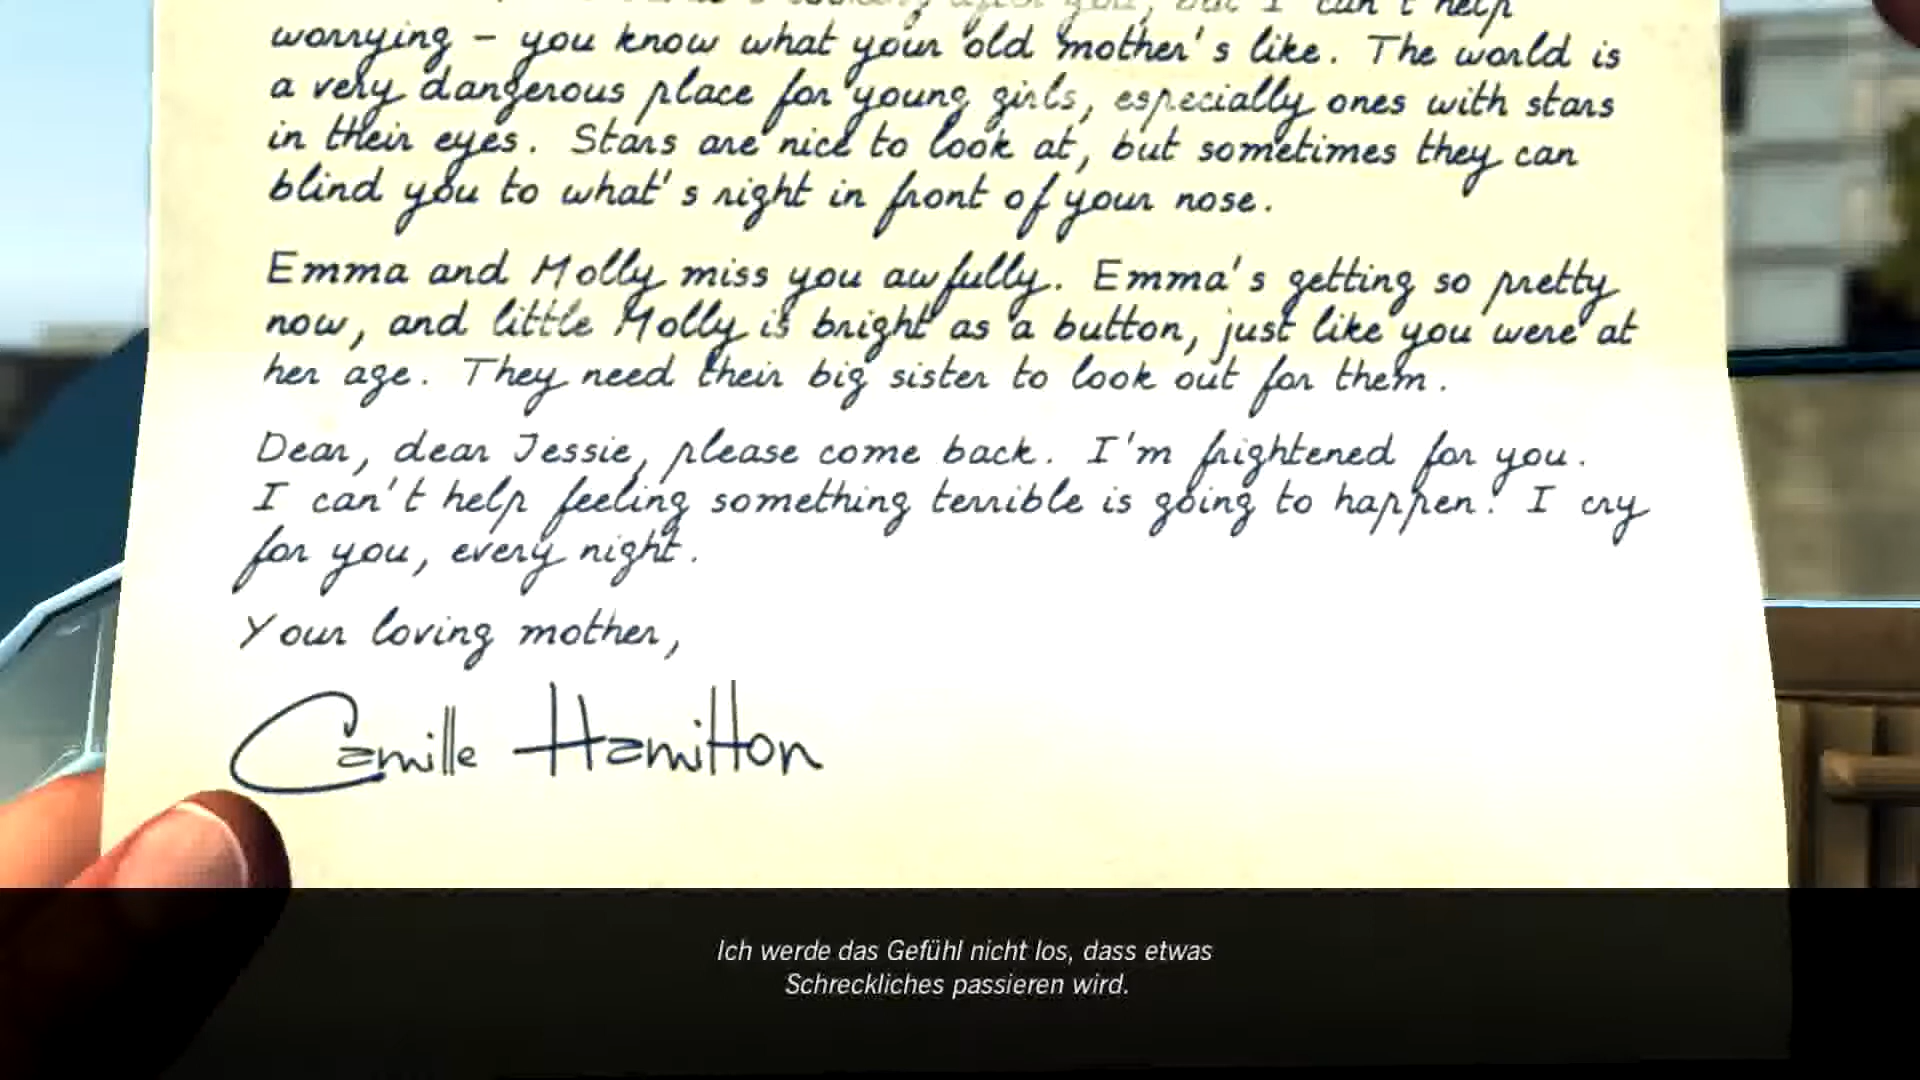 looking after you, but I can't help
worrying – you know what your old mother's like. The world is
a very dangerous place for young girls, especially ones with stars
in their eyes. Stars are nice to look at, but sometimes they can
blind you to what's right in front of your nose.
Emma and Molly miss you awfully. Emma's getting so pretty
now, and little Molly is bright as a button, just like you were at
her age. They need their big sister to look out for them.
Dear, dear Jessie, please come back. I'm frightened for you.
I can't help feeling something terrible is going to happen. I cry
for you, every night.
Your loving mother,
Camille Hamilton
Ich werde das Gefühl nicht los, dass etwas
Schreckliches passieren wird.